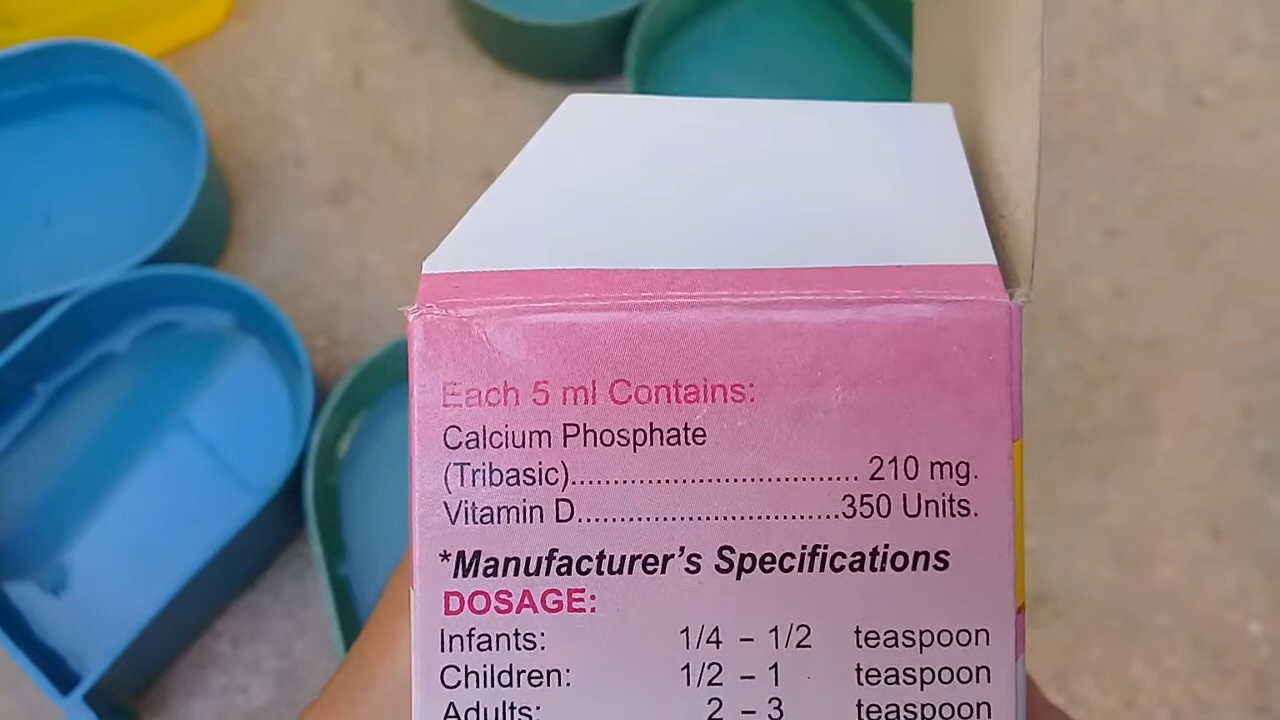 Each 5 ml Contains:
Calcium Phosphate
(Tribasic).................................. 210 mg.
Vitamin D...............................350 Units.
*Manufacturer's Specifications
DOSAGE:
Infants: 1/4 – 1/2 teaspoon
Children: 1/2 – 1 teaspoon
Adults: 2 – 3 teaspoon